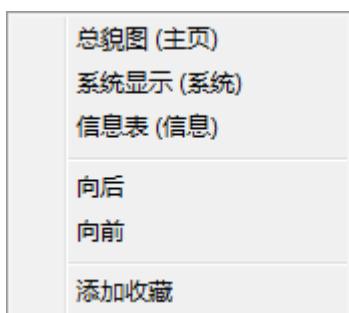 总貌图 (主页)
系统显示 (系统)
信息表 (信息)
向后
向前
添加收藏